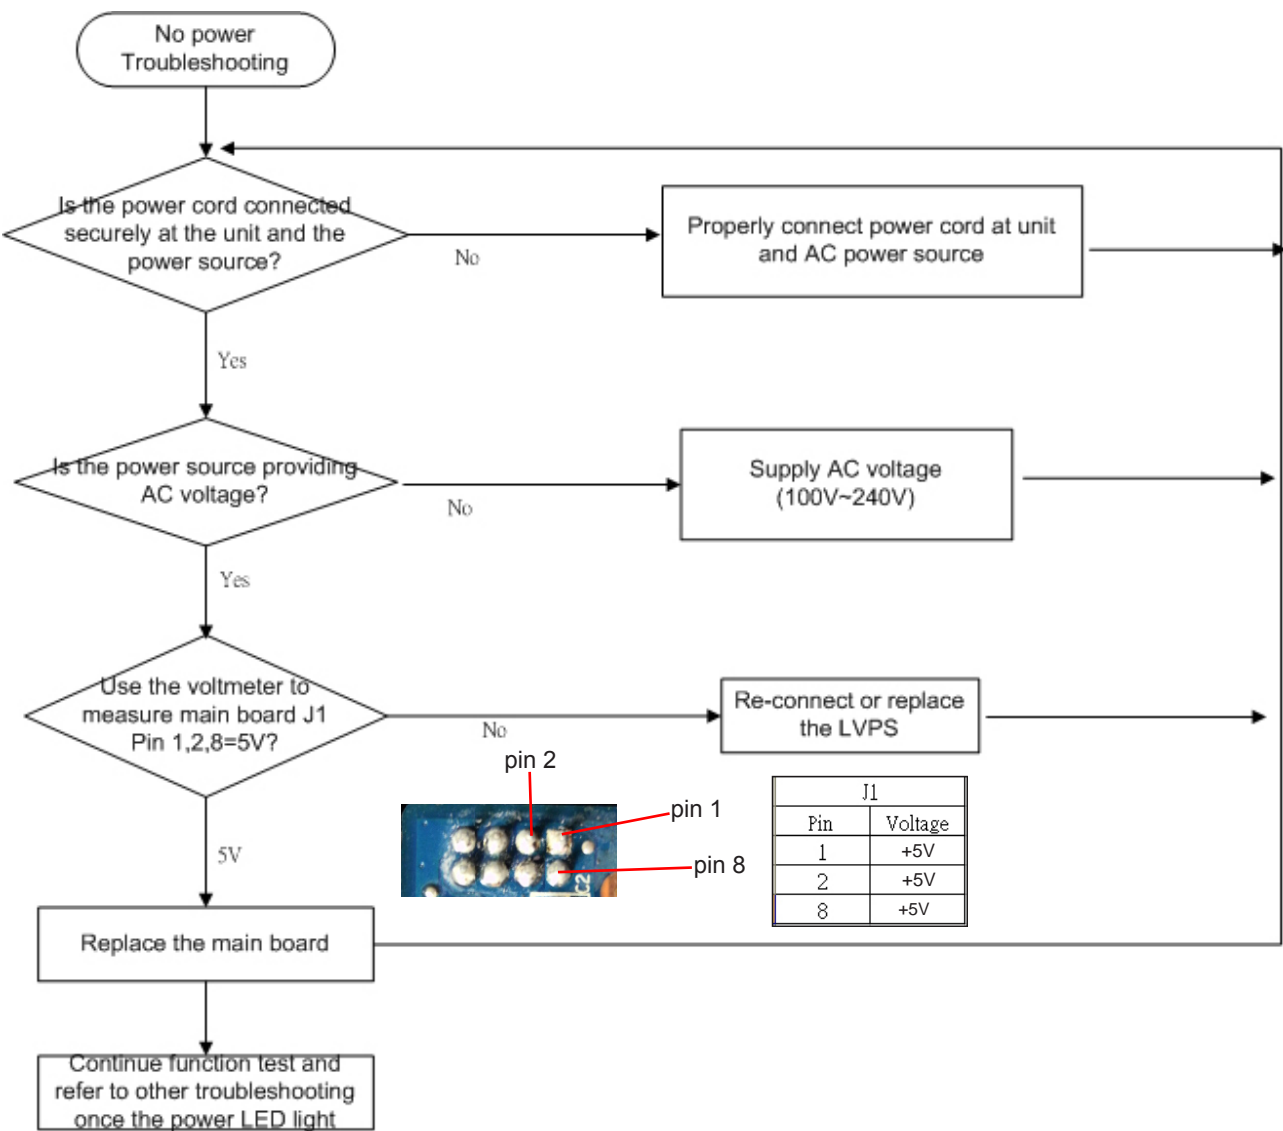 No power
Troubleshooting
Is the power cord connected
securely at the unit and the
power source?
No
Properly connect power cord at unit
and AC power source
Yes
Is the power source providing
AC voltage?
No
Supply AC voltage
(100V~240V)
Yes
Use the voltmeter to
measure main board J1
Pin 1,2,8=5V?
No
Re-connect or replace
the LVPS
pin 2
pin 1
pin 8
C2
J1
Pin Voltage
1 +5V
2 +5V
8 +5V
5V
Replace the main board
Continue function test and
refer to other troubleshooting
once the power LED light